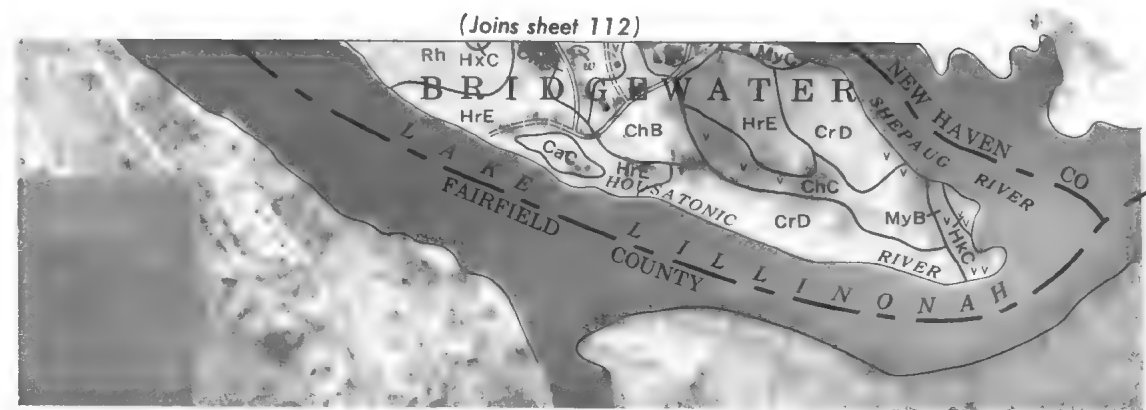 (Joins sheet 112)
Rh
HxC
MyC
BRIDGEWATER
HrE
ChB
HrE
CrD
CaC
HrE
ChC
CrD
MyB
HkC
LAKE LILLINONAH
HOUSATONIC RIVER
SHEPAUG RIVER
NEW HAVEN CO
FAIRFIELD COUNTY